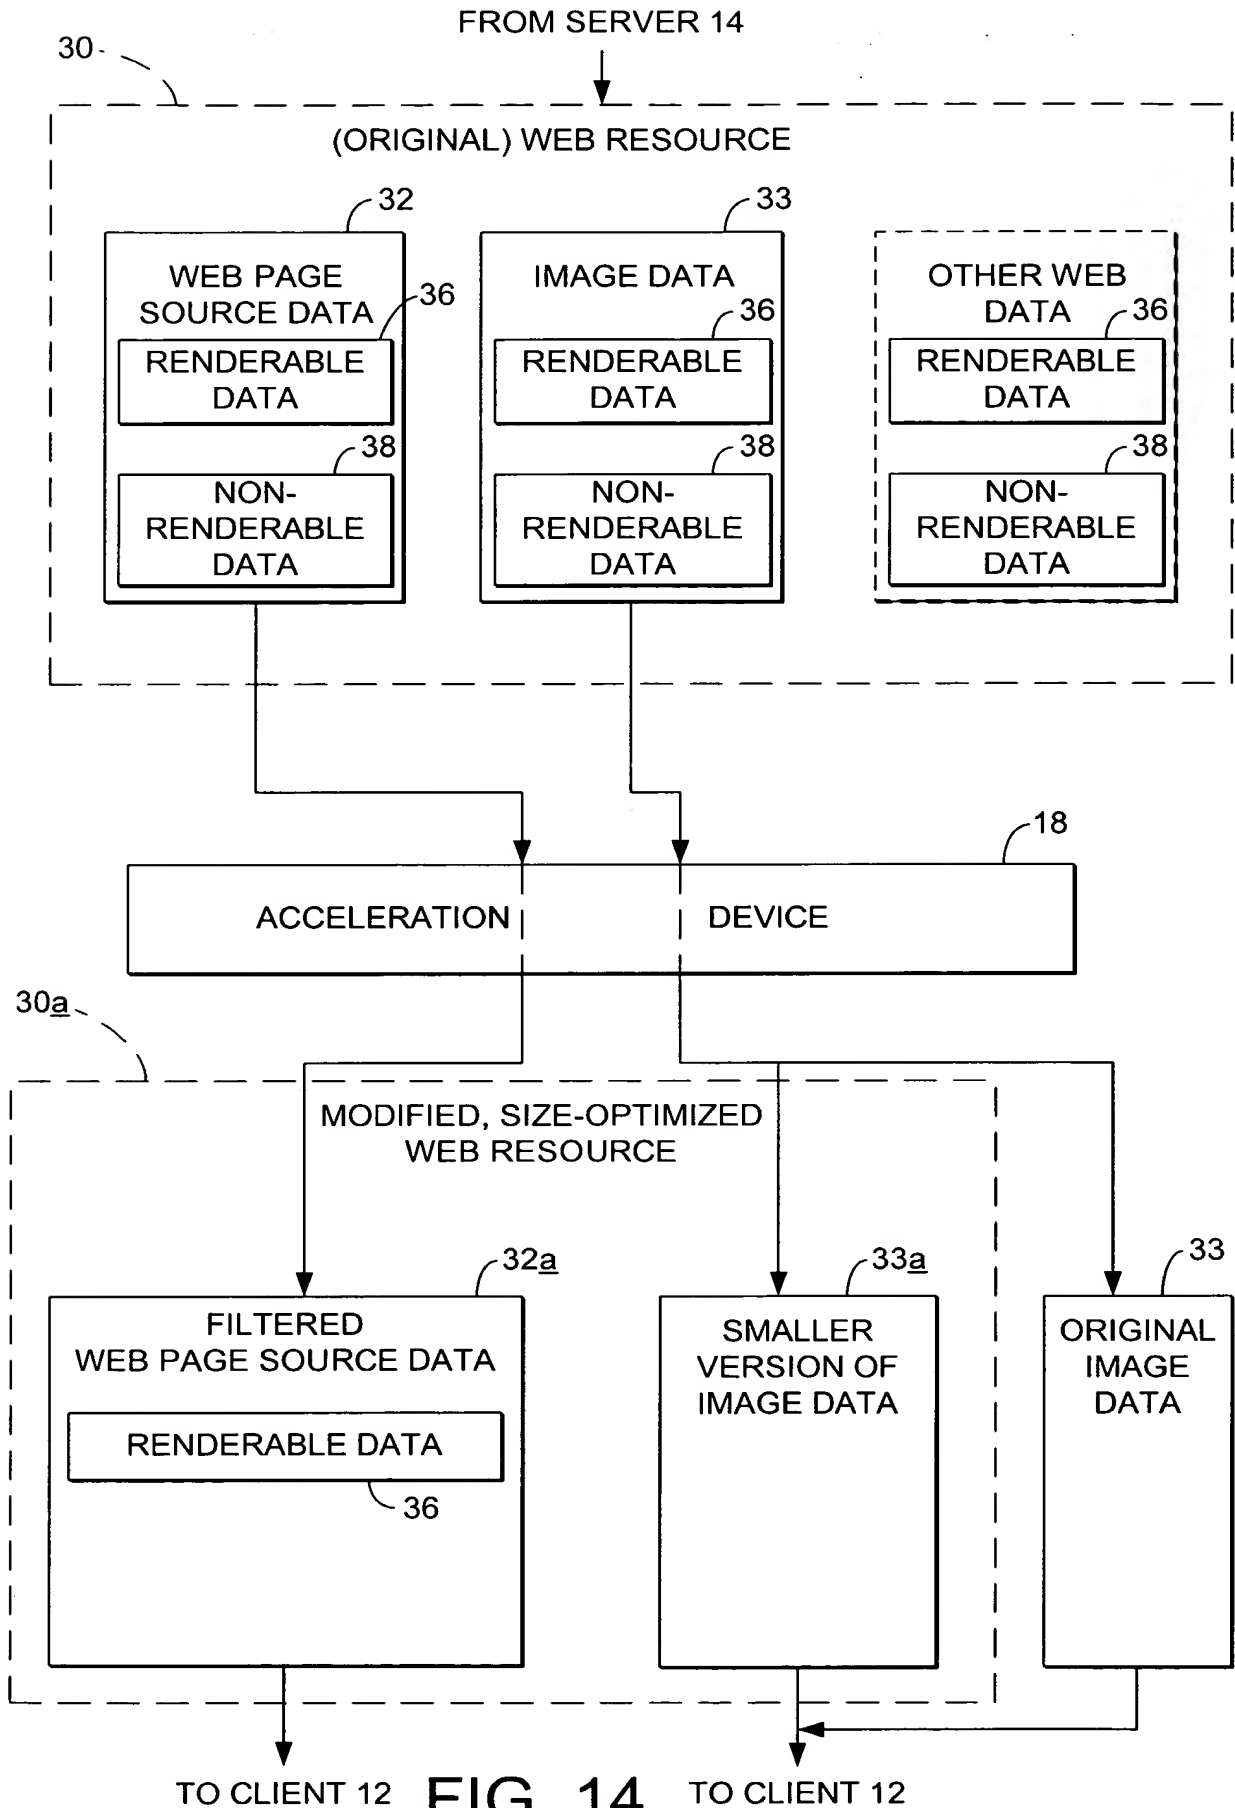 FROM SERVER 14
30
(ORIGINAL) WEB RESOURCE
32
WEB PAGE
SOURCE DATA
36
RENDERABLE
DATA
38
NON-
RENDERABLE
DATA
33
IMAGE DATA
36
RENDERABLE
DATA
38
NON-
RENDERABLE
DATA
OTHER WEB
DATA
36
RENDERABLE
DATA
38
NON-
RENDERABLE
DATA
18
ACCELERATION DEVICE
30a
MODIFIED, SIZE-OPTIMIZED
WEB RESOURCE
32a
FILTERED
WEB PAGE SOURCE DATA
RENDERABLE DATA
36
33a
SMALLER
VERSION OF
IMAGE DATA
33
ORIGINAL
IMAGE
DATA
TO CLIENT 12
FIG. 14
TO CLIENT 12